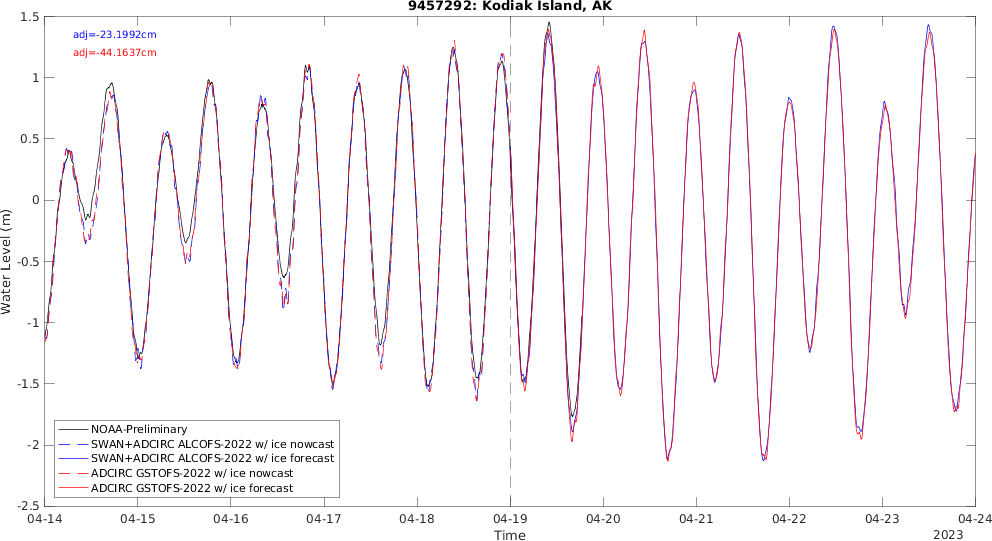 9457292: Kodiak Island, AK
adj=-23.1992cm
adj=-44.1637cm
1.5
1
0.5
0
-0.5
-1
-1.5
-2
-2.5
Water Level (m)
NOAA-Preliminary
SWAN+ADCIRC ALCOFS-2022 w/ ice nowcast
SWAN+ADCIRC ALCOFS-2022 w/ ice forecast
ADCIRC GSTOFS-2022 w/ ice nowcast
ADCIRC GSTOFS-2022 w/ ice forecast
04-14 04-15 04-16 04-17 04-18 04-19 04-20 04-21 04-22 04-23 04-24
Time
2023